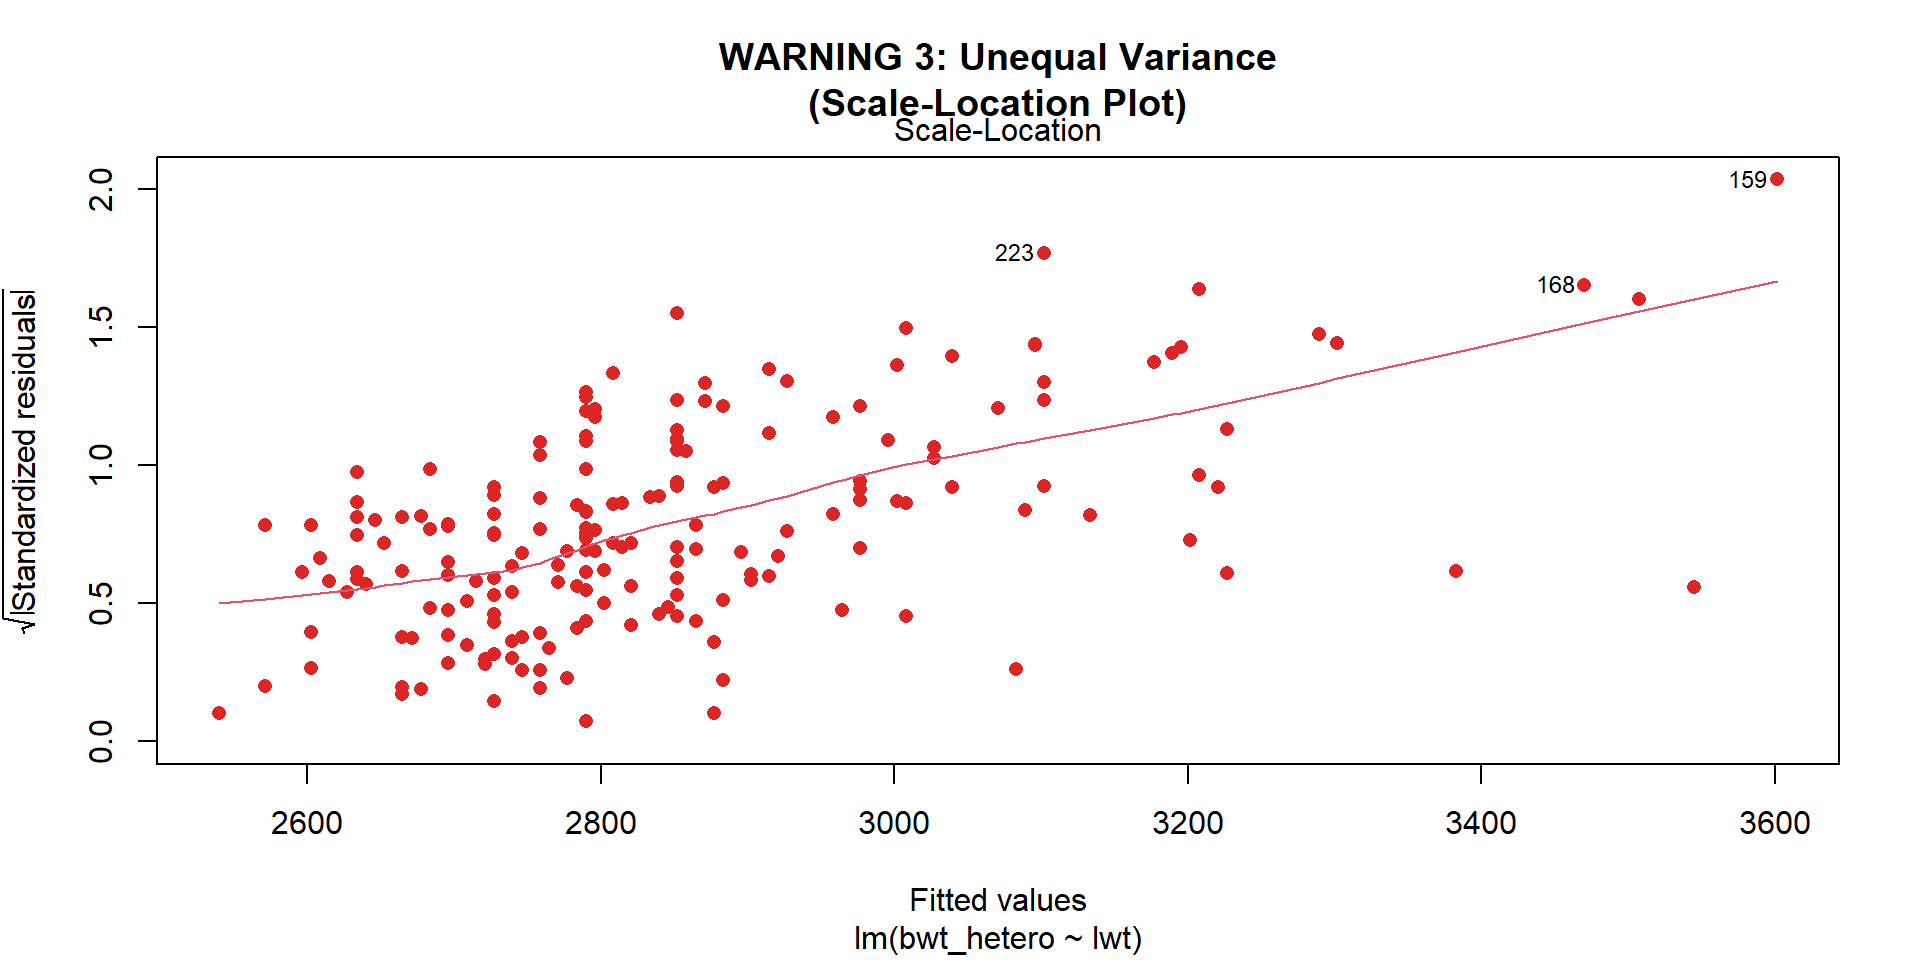 WARNING 3: Unequal Variance
(Scale-Location Plot)
Scale-Location
√|Standardized residuals|
2.0
1.5
1.0
0.5
0.0
159
223
168
2600 2800 3000 3200 3400 3600
Fitted values
lm(bwt_hetero ~ lwt)